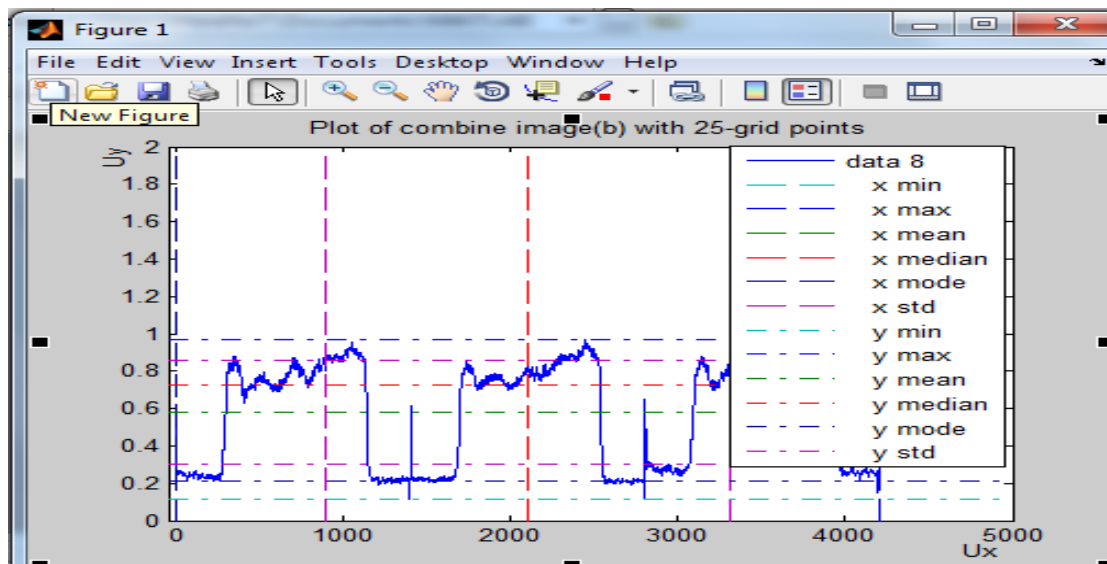 Figure 1
File Edit View Insert Tools Desktop Window Help
New Figure
Plot of combine image(b) with 25-grid points
Uy
2
1.8
1.6
1.4
1.2
1
0.8
0.6
0.4
0.2
0
0 1000 2000 3000 4000 5000
Ux
data 8
x min
x max
x mean
x median
x mode
x std
y min
y max
y mean
y median
y mode
y std